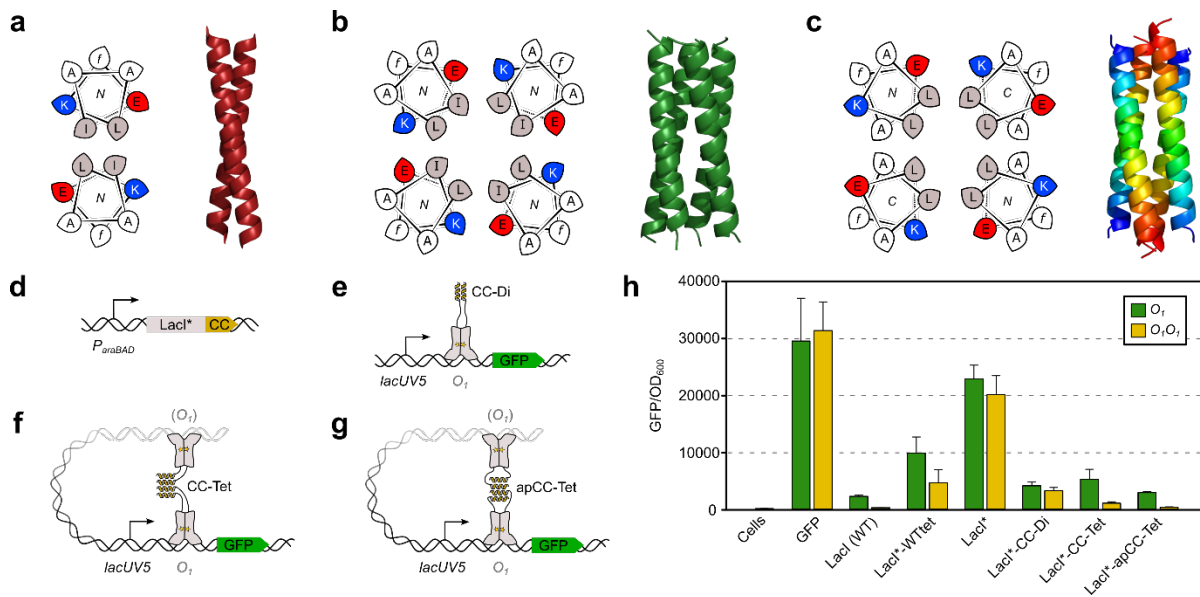 a
A f A
K N E
I L
L I
E N K
A f A
b
f A E
A N I
K L
K A f
L N A
I E
E I
A N L
f A K
L K
I N A
E A f
c
f A E
K N L
A L
K A f
L C E
L A
A L
E C L
f A K
L A
L N K
E A f
d
LacI* CC
P_araBAD
e
CC-Di
GFP
lacUV5 O₁
f
(O₁)
CC-Tet
GFP
lacUV5 O₁
g
(O₁)
apCC-Tet
GFP
lacUV5 O₁
h
GFP/OD₆₀₀
40000
30000
20000
10000
0
O₁
O₁O₁
Cells
GFP
LacI (WT)
LacI*-WTtet
LacI*
LacI*-CC-Di
LacI*-CC-Tet
LacI*-apCC-Tet